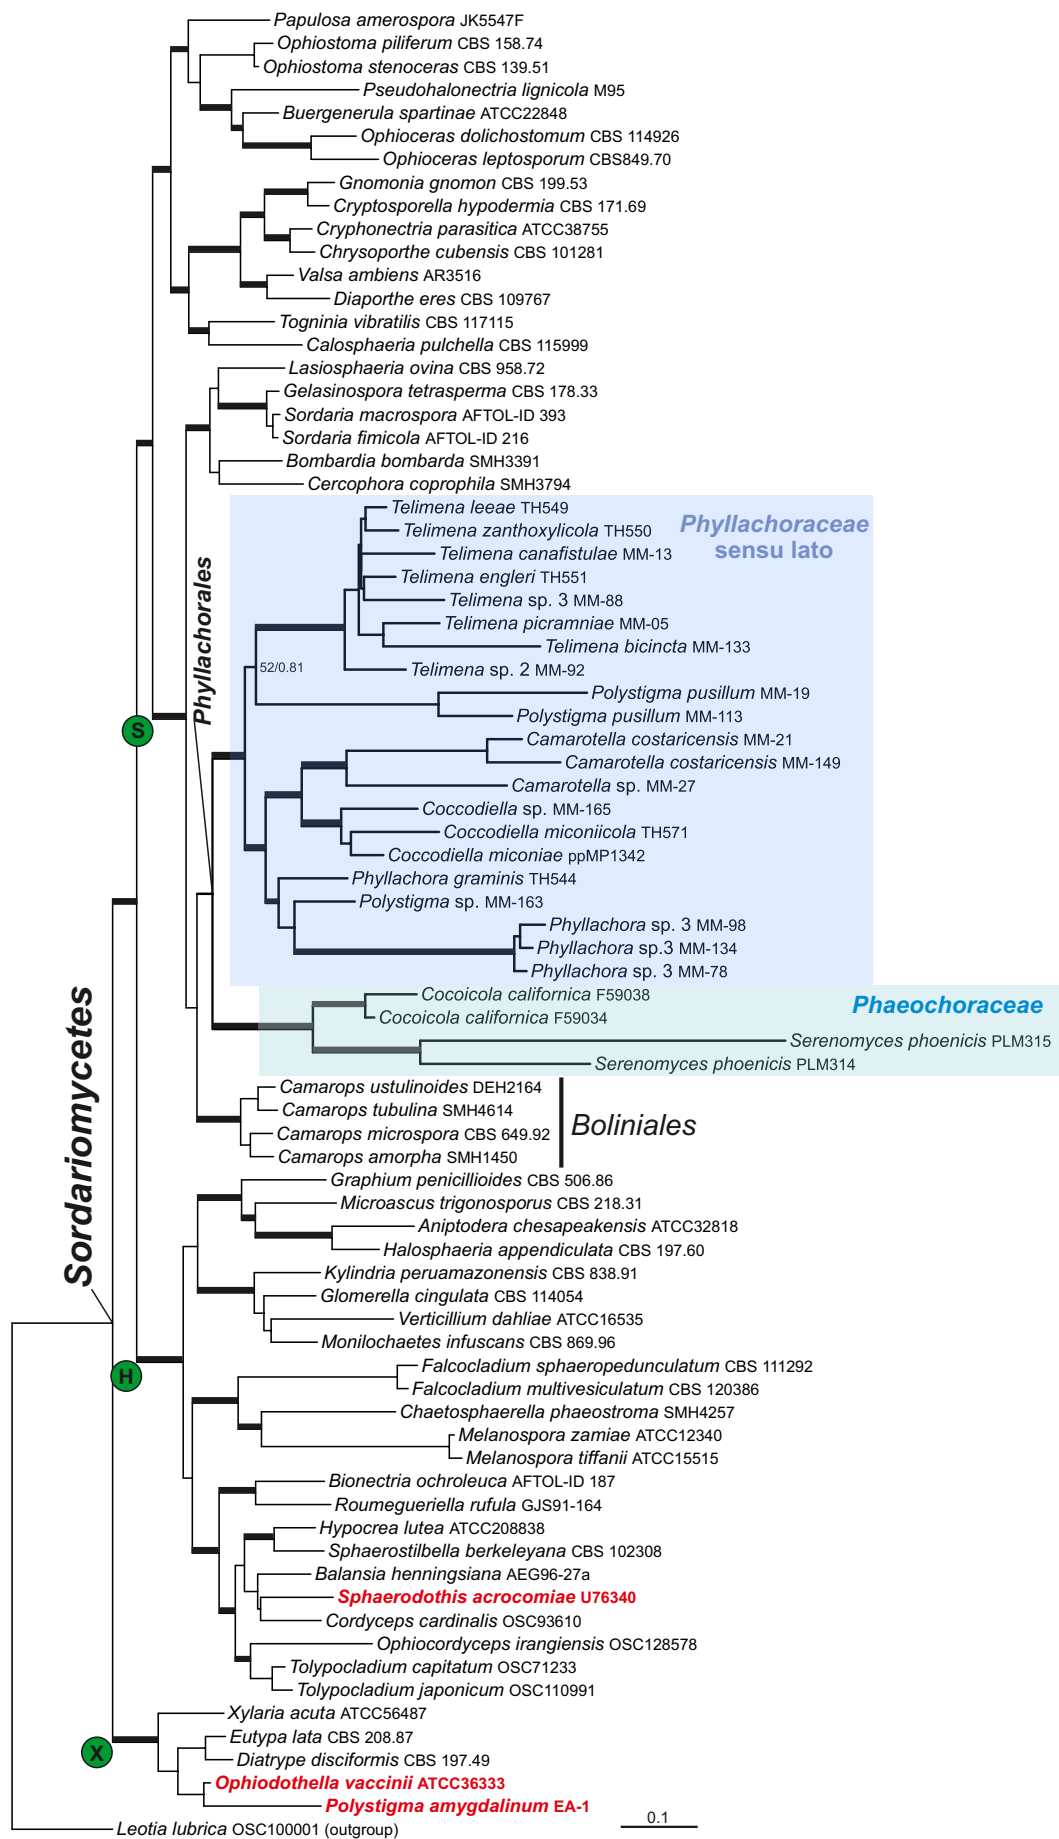 Papulosa amerospora JK5547F
Ophiostoma piliferum CBS 158.74
Ophiostoma stenoceras CBS 139.51
Pseudohalonectria lignicola M95
Buergenerula spartinae ATCC22848
Ophioceras dolichostomum CBS 114926
Ophioceras leptosporum CBS849.70
Gnomonia gnomon CBS 199.53
Cryptosporella hypodermia CBS 171.69
Cryphonectria parasitica ATCC38755
Chrysoporthe cubensis CBS 101281
Valsa ambiens AR3516
Diaporthe eres CBS 109767
Togninia vibratilis CBS 117115
Calosphaeria pulchella CBS 115999
Lasiosphaeria ovina CBS 958.72
Gelasinospora tetrasperma CBS 178.33
Sordaria macrospora AFTOL-ID 393
Sordaria fimicola AFTOL-ID 216
Bombardia bombarda SMH3391
Cercophora coprophila SMH3794
Telimena leeae TH549
Phyllachoraceae
sensu lato
Telimena zanthoxylicola TH550
Telimena canafistulae MM-13
Telimena engleri TH551
Telimena sp. 3 MM-88
Telimena picramniae MM-05
Telimena bicincta MM-133
52/0.81
Telimena sp. 2 MM-92
Phyllachorales
Polystigma pusillum MM-19
Polystigma pusillum MM-113
S
Camarotella costaricensis MM-21
Camarotella costaricensis MM-149
Camarotella sp. MM-27
Coccodiella sp. MM-165
Coccodiella miconiicola TH571
Coccodiella miconiae ppMP1342
Phyllachora graminis TH544
Polystigma sp. MM-163
Phyllachora sp. 3 MM-98
Phyllachora sp.3 MM-134
Phyllachora sp. 3 MM-78
Cocoicola californica F59038
Phaeochoraceae
Cocoicola californica F59034
Serenomyces phoenicis PLM315
Serenomyces phoenicis PLM314
Camarops ustulinoides DEH2164
Camarops tubulina SMH4614
Boliniales
Camarops microspora CBS 649.92
Camarops amorpha SMH1450
Sordariomycetes
Graphium penicillioides CBS 506.86
Microascus trigonosporus CBS 218.31
Aniptodera chesapeakensis ATCC32818
Halosphaeria appendiculata CBS 197.60
Kylindria peruamazonensis CBS 838.91
Glomerella cingulata CBS 114054
Verticillium dahliae ATCC16535
Monilochaetes infuscans CBS 869.96
H
Falcocladium sphaeropedunculatum CBS 111292
Falcocladium multivesiculatum CBS 120386
Chaetosphaerella phaeostroma SMH4257
Melanospora zamiae ATCC12340
Melanospora tiffanii ATCC15515
Bionectria ochroleuca AFTOL-ID 187
Roumegueriella rufula GJS91-164
Hypocrea lutea ATCC208838
Sphaerostilbella berkeleyana CBS 102308
Balansia henningsiana AEG96-27a
Sphaerodothis acrocomiae U76340
Cordyceps cardinalis OSC93610
Ophiocordyceps irangiensis OSC128578
Tolypocladium capitatum OSC71233
Tolypocladium japonicum OSC110991
Xylaria acuta ATCC56487
Eutypa lata CBS 208.87
X
Diatrype disciformis CBS 197.49
Ophiodothella vaccinii ATCC36333
Polystigma amygdalinum EA-1
0.1
Leotia lubrica OSC100001 (outgroup)